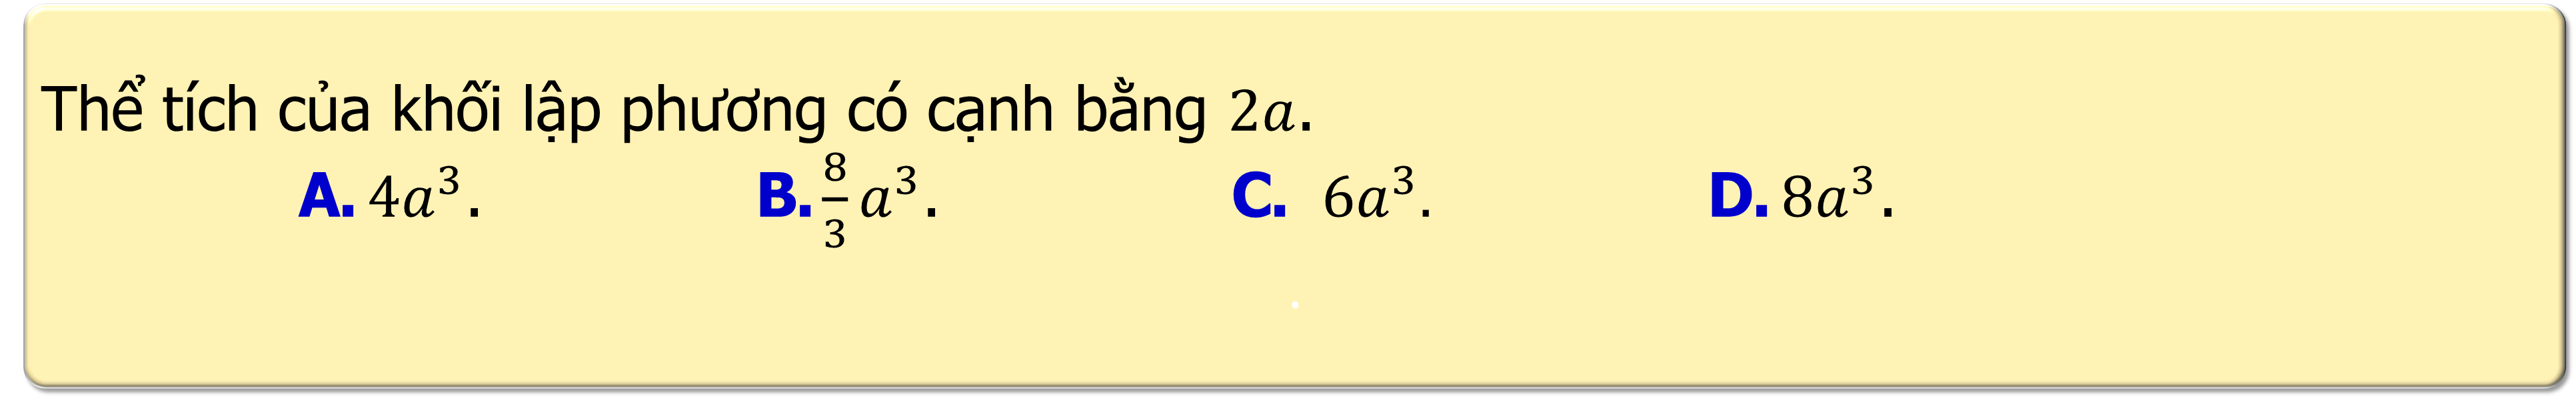 Thể tích của khối lập phương có cạnh bằng 2a.
A. 4a³. B. 8/3 a³. C. 6a³. D. 8a³.